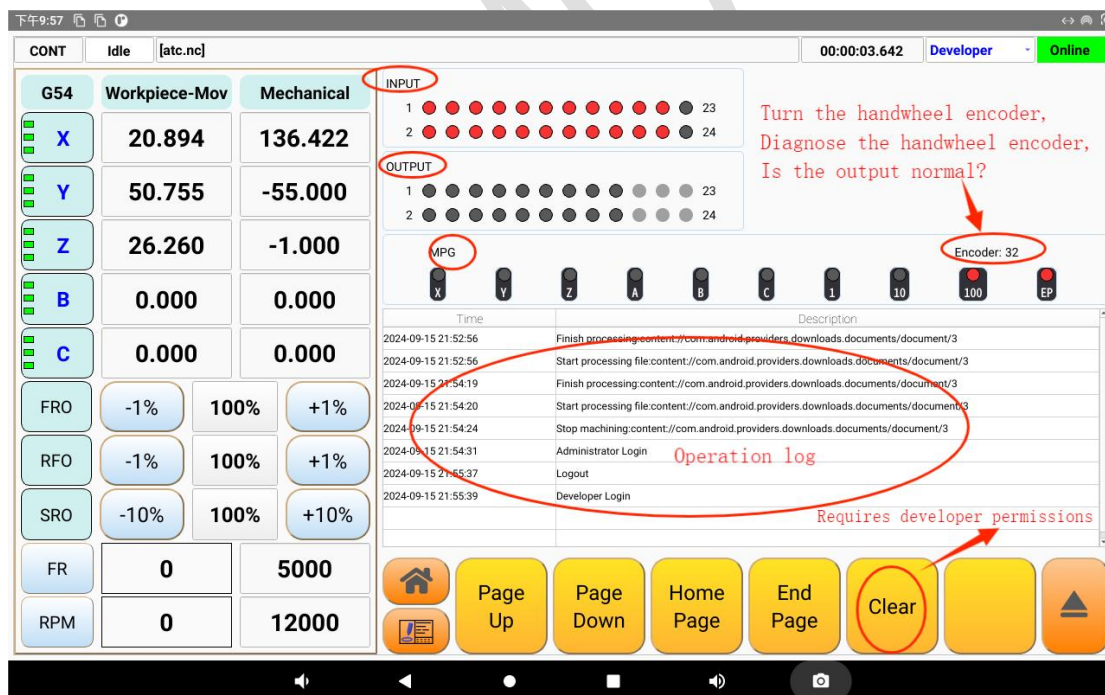 下午9:57
CONT Idle [atc.nc] 00:00:03.642 Developer Online
G54 Workpiece-Mov Mechanical
X 20.894 136.422
Y 50.755 -55.000
Z 26.260 -1.000
B 0.000 0.000
C 0.000 0.000
FRO -1% 100% +1%
RFO -1% 100% +1%
SRO -10% 100% +10%
FR 0 5000
RPM 0 12000
INPUT
1 23
2 24
OUTPUT
1 23
2 24
Turn the handwheel encoder,
Diagnose the handwheel encoder,
Is the output normal?
MPG Encoder: 32
X Y Z A B C 1 10 100 EP
Time Description
2024-09-15 21:52:56 Finish processing:content://com.android.providers.downloads.documents/document/3
2024-09-15 21:52:56 Start processing file:content://com.android.providers.downloads.documents/document/3
2024-09-15 21:54:19 Finish processing:content://com.android.providers.downloads.documents/document/3
2024-09-15 21:54:20 Start processing file:content://com.android.providers.downloads.documents/document/3
2024-09-15 21:54:24 Stop machining:content://com.android.providers.downloads.documents/document/3
2024-09-15 21:54:31 Administrator Login
2024-09-15 21:55:37 Logout
2024-09-15 21:55:39 Developer Login
Operation log
Requires developer permissions
Page Up
Page Down
Home Page
End Page
Clear